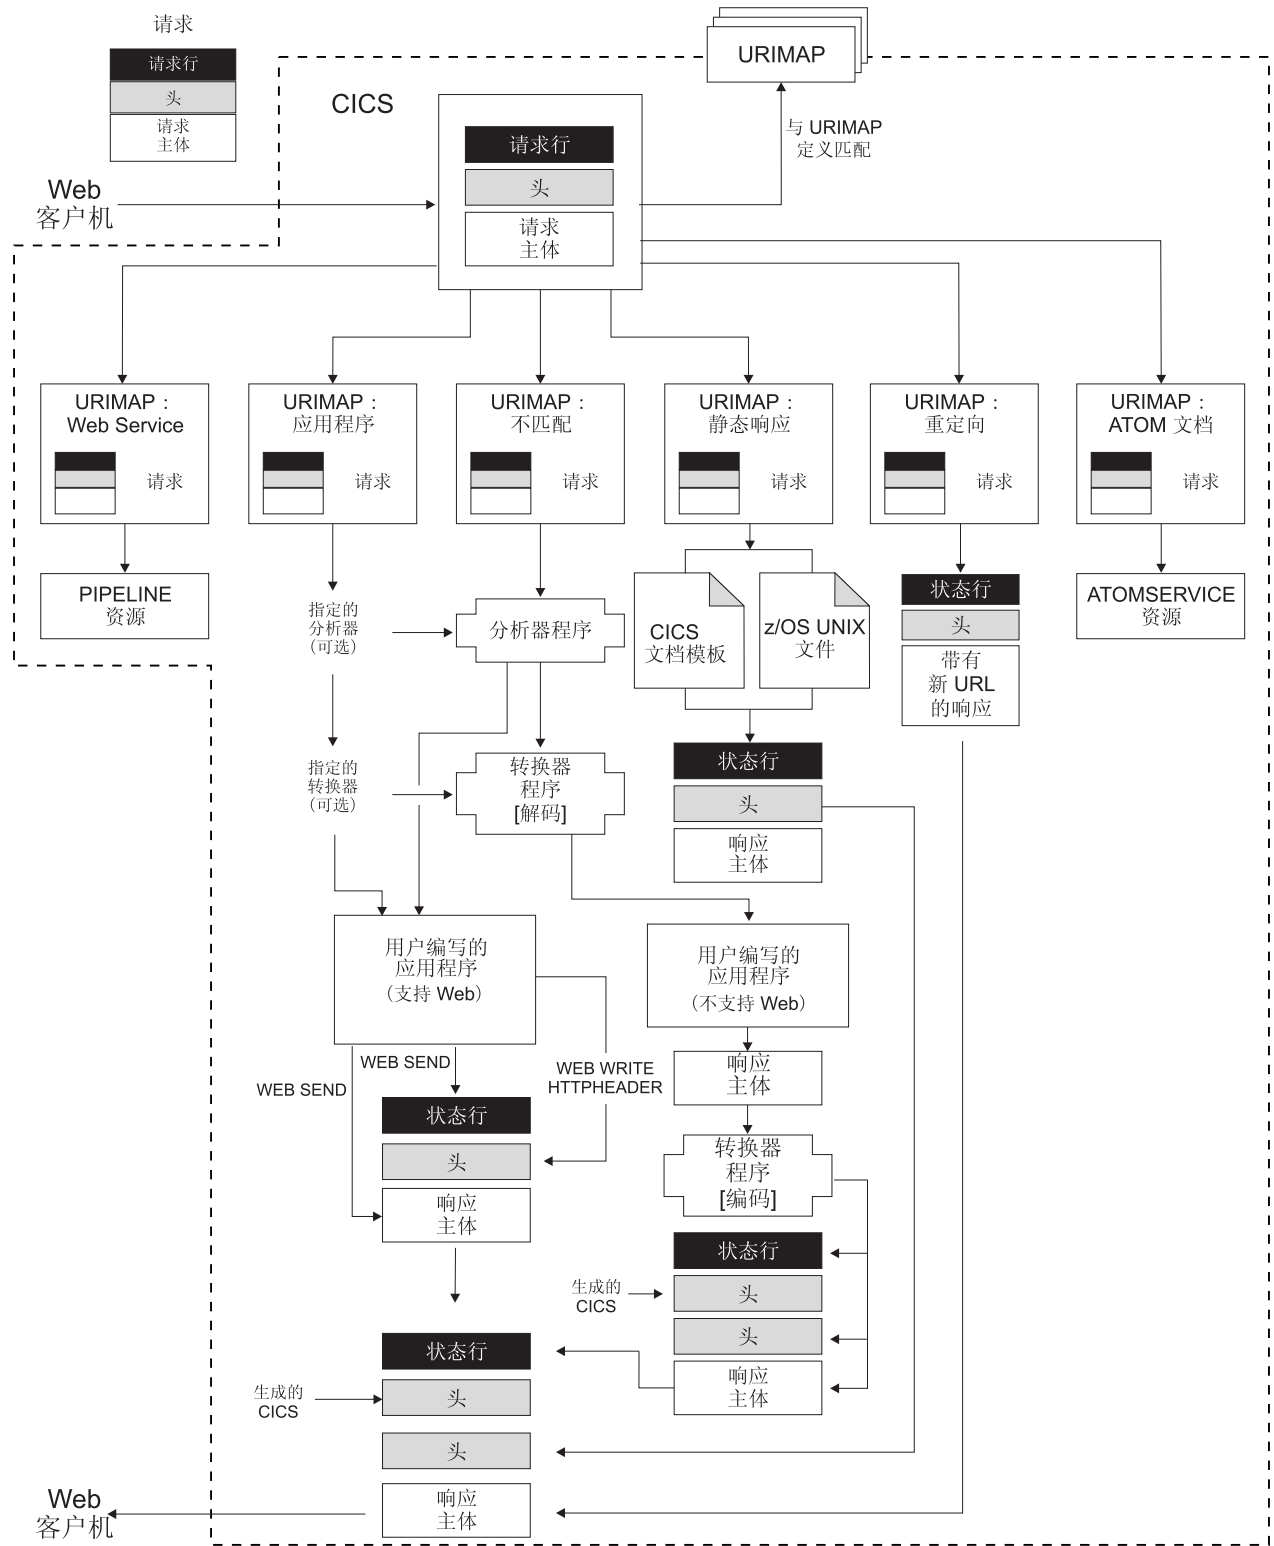 请求
请求行
头
请求
主体
URIMAP
CICS
与 URIMAP
定义匹配
请求行
头
请求
主体
Web
客户机
URIMAP：
Web Service
请求
URIMAP：
应用程序
请求
URIMAP：
不匹配
请求
URIMAP：
静态响应
请求
URIMAP：
重定向
请求
URIMAP：
ATOM 文档
请求
PIPELINE
资源
指定的
分析器
（可选）
分析器程序
CICS
文档模板
z/OS UNIX
文件
状态行
头
带有
新 URL
的响应
ATOMSERVICE
资源
指定的
转换器
（可选）
转换器
程序
[解码]
状态行
头
响应
主体
用户编写的
应用程序
（支持 Web）
用户编写的
应用程序
（不支持 Web）
WEB SEND
WEB SEND
WEB WRITE
HTTPHEADER
响应
主体
状态行
头
响应
主体
转换器
程序
[编码]
状态行
生成的
CICS
头
头
响应
主体
状态行
生成的
CICS
头
头
响应
主体
Web
客户机